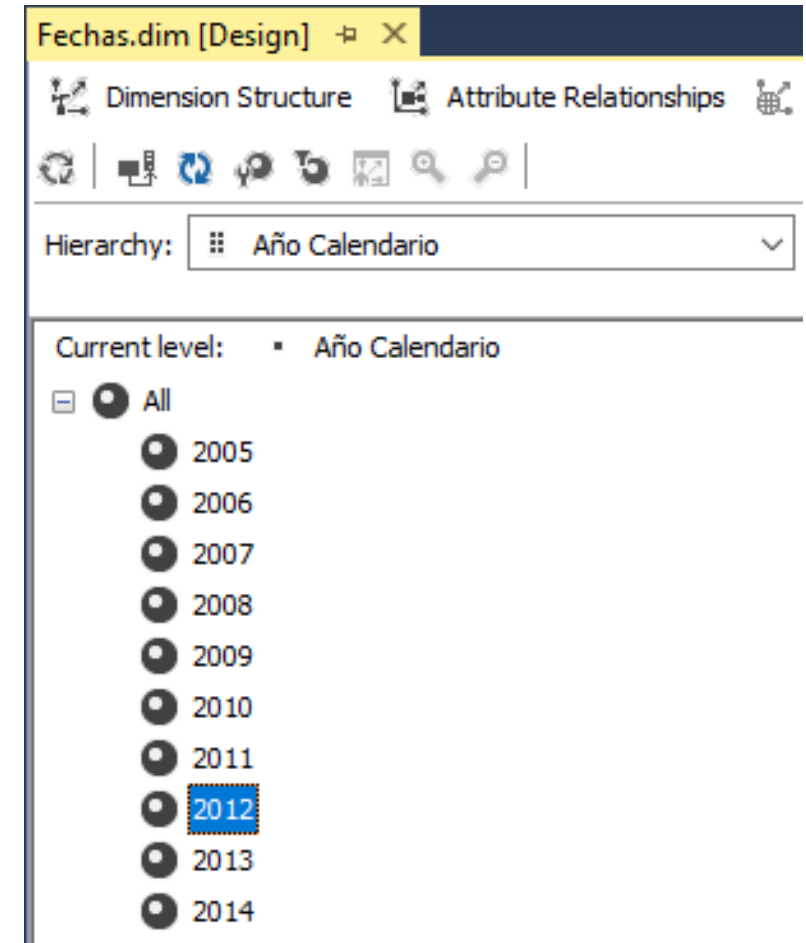 Fechas.dim [Design]
Dimension Structure Attribute Relationships
Hierarchy: Año Calendario
Current level: Año Calendario
All
2005
2006
2007
2008
2009
2010
2011
2012
2013
2014